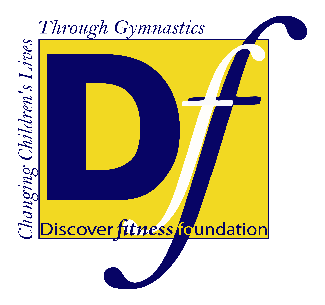 Changing Children's Lives
Through Gymnastics
Df
Discover fitness foundation